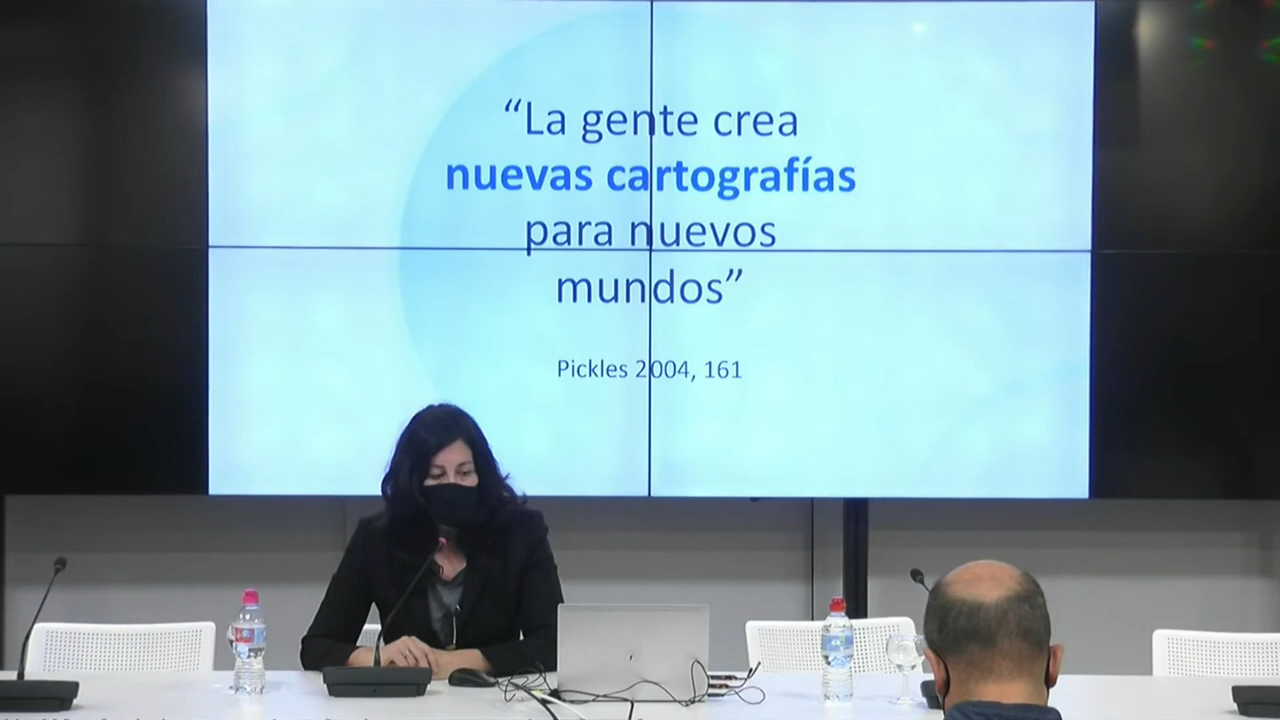 “La gente crea
nuevas cartografías
para nuevos
mundos”
Pickles 2004, 161